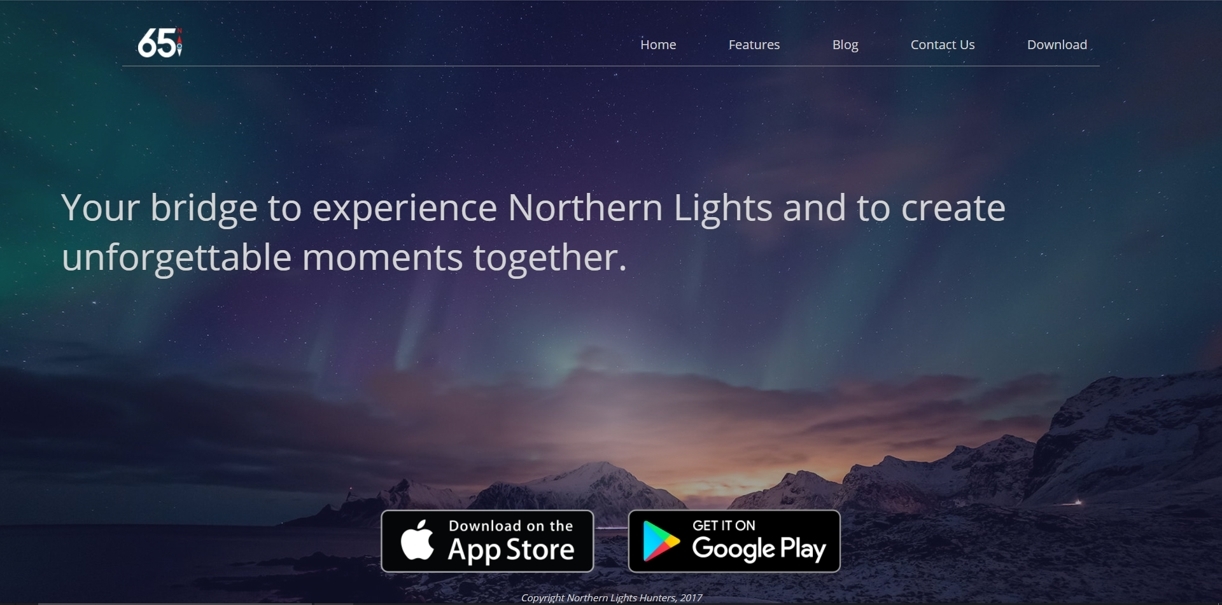 65
Home Features Blog Contact Us Download
Your bridge to experience Northern Lights and to create
unforgettable moments together.
Download on the
App Store
GET IT ON
Google Play
Copyright Northern Lights Hunters, 2017